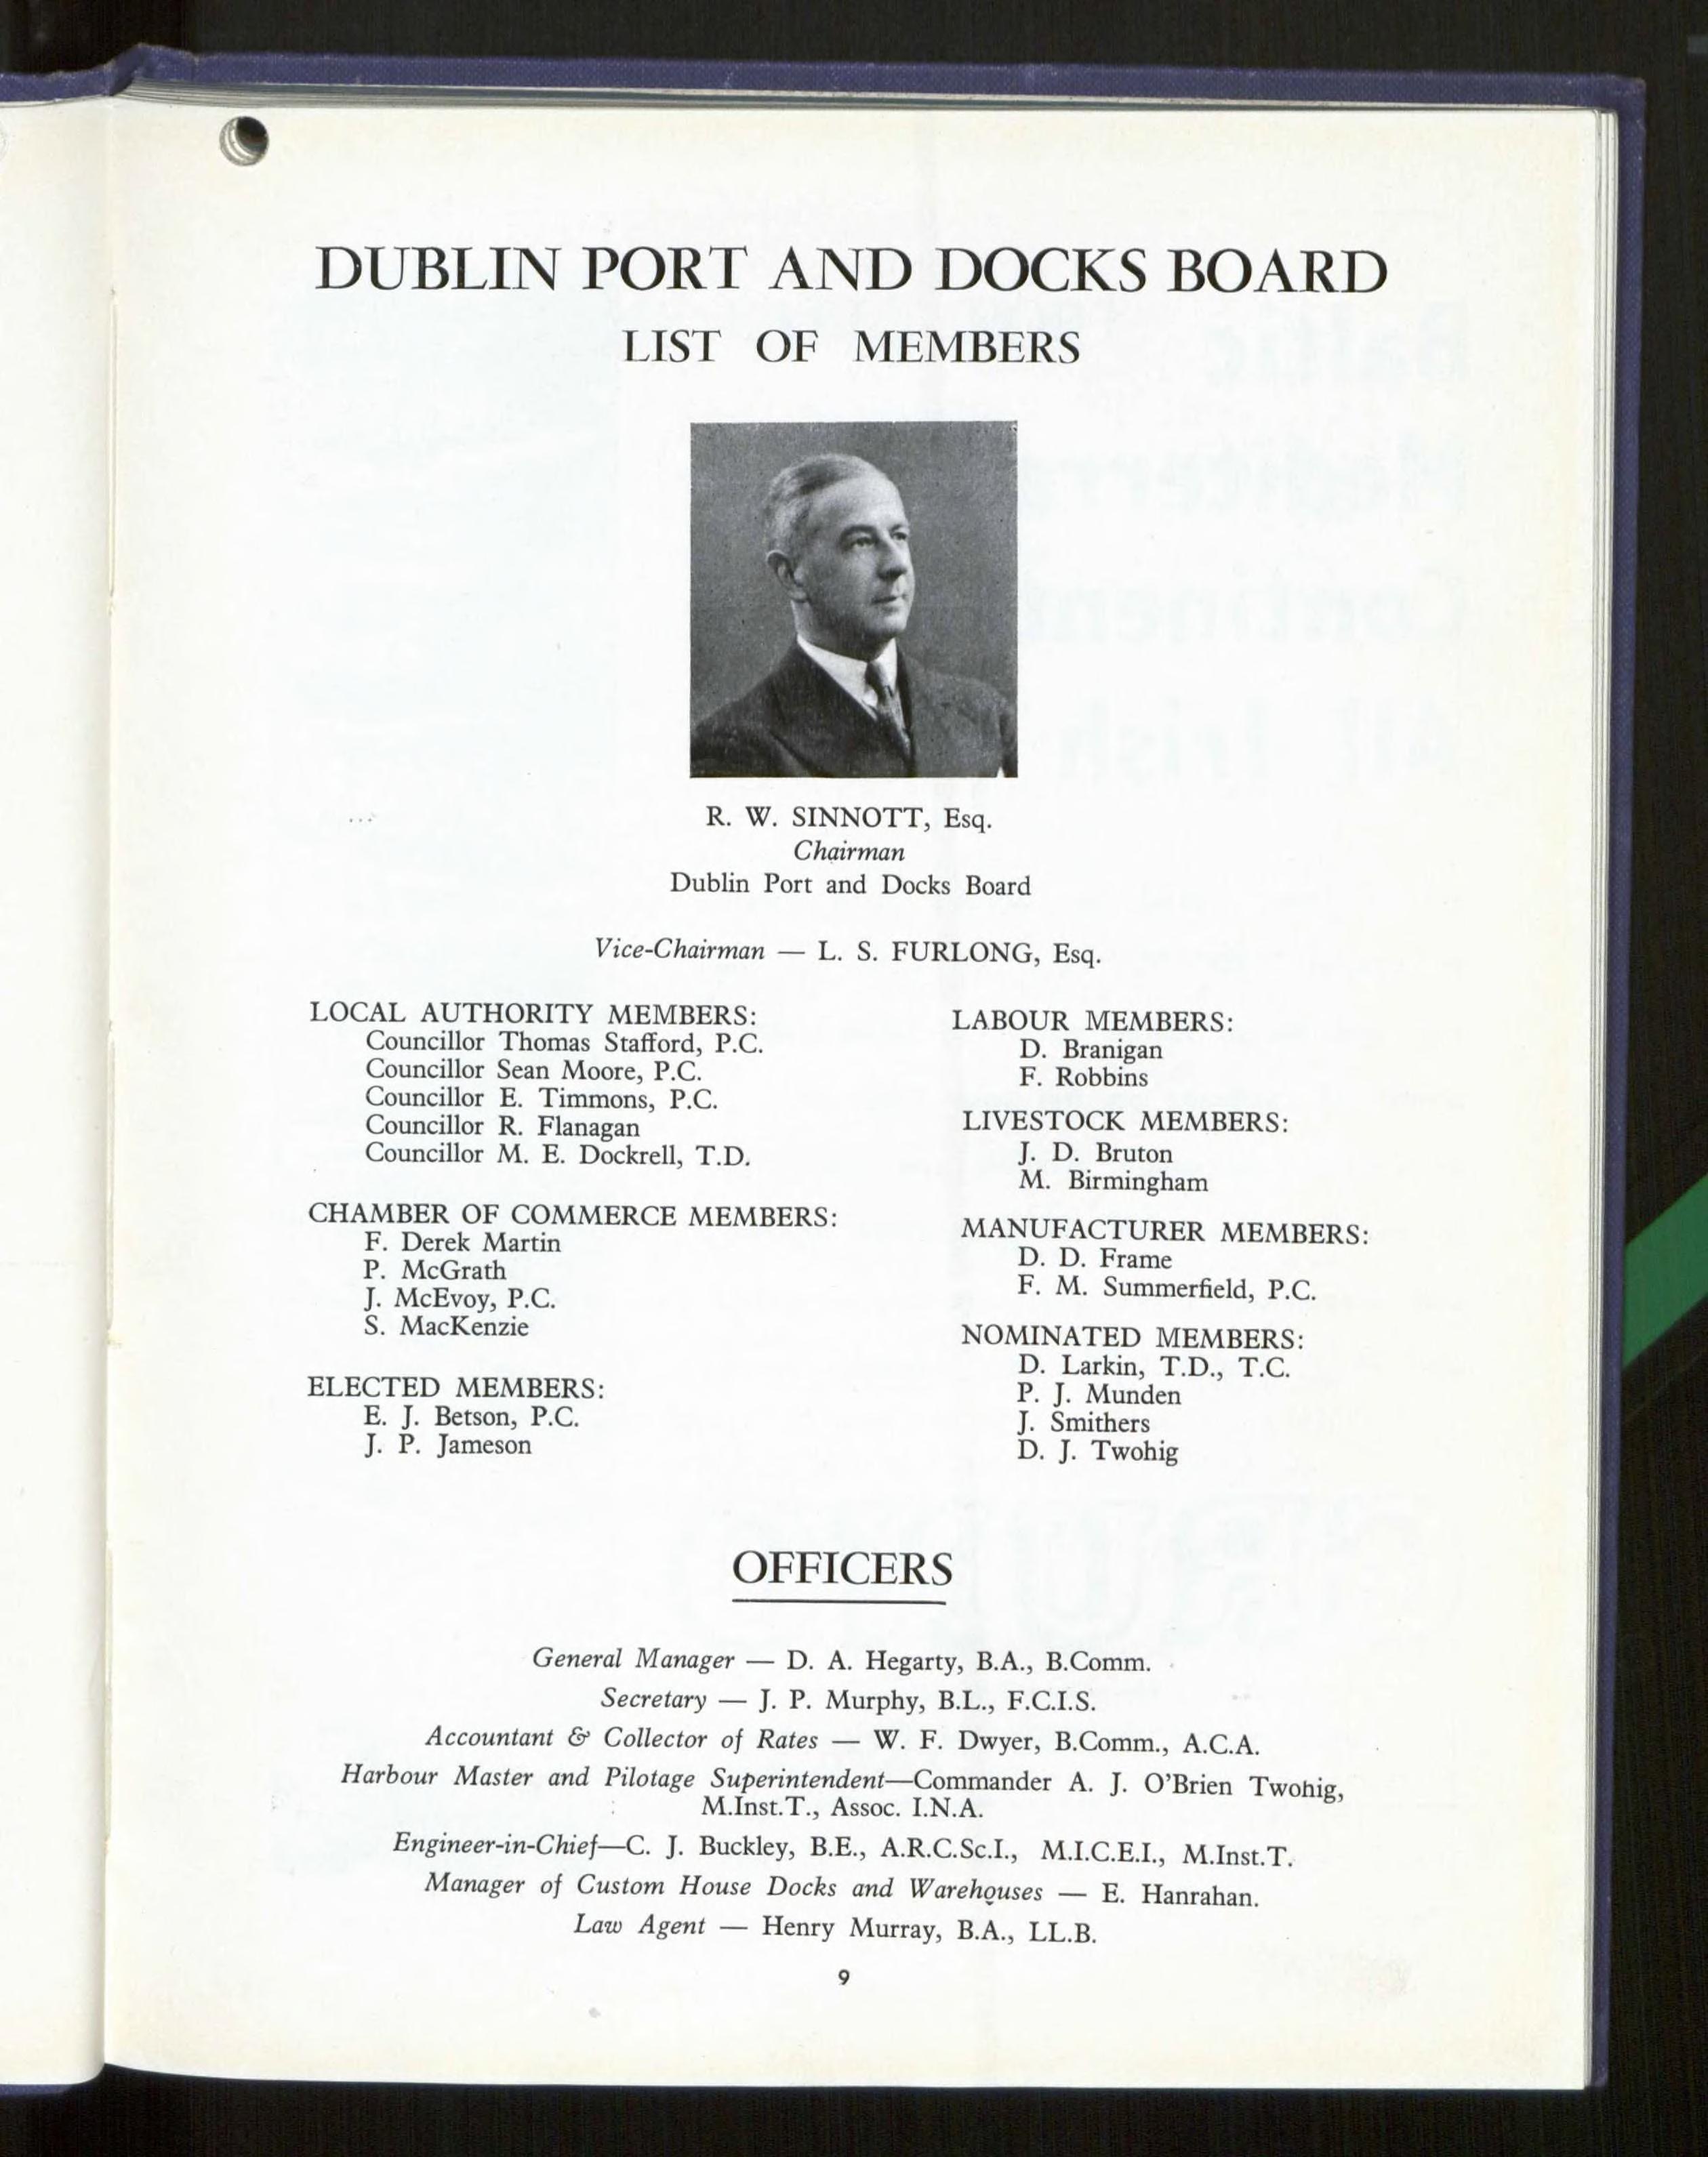 DUBLIN PORT AND DOCKS BOARD
LIST OF MEMBERS
R. W. SINNOTT, Esq.
Chairman
Dublin Port and Docks Board
Vice-Chairman — L. S. FURLONG, Esq.
LOCAL AUTHORITY MEMBERS:
Councillor Thomas Stafford, P.C.
Councillor Sean Moore, P.C.
Councillor E. Timmons, P.C.
Councillor R. Flanagan
Councillor M. E. Dockrell, T.D.
CHAMBER OF COMMERCE MEMBERS:
F. Derek Martin
P. McGrath
J. McEvoy, P.C.
S. MacKenzie
ELECTED MEMBERS:
E. J. Betson, P.C.
J. P. Jameson
LABOUR MEMBERS:
D. Branigan
F. Robbins
LIVESTOCK MEMBERS:
J. D. Bruton
M. Birmingham
MANUFACTURER MEMBERS:
D. D. Frame
F. M. Summerfield, P.C.
NOMINATED MEMBERS:
D. Larkin, T.D., T.C.
P. J. Munden
J. Smithers
D. J. Twohig
OFFICERS
General Manager — D. A. Hegarty, B.A., B.Comm.
Secretary — J. P. Murphy, B.L., F.C.I.S.
Accountant & Collector of Rates — W. F. Dwyer, B.Comm., A.C.A.
Harbour Master and Pilotage Superintendent—Commander A. J. O'Brien Twohig,
M.Inst.T., Assoc. I.N.A.
Engineer-in-Chief—C. J. Buckley, B.E., A.R.C.Sc.I., M.I.C.E.I., M.Inst.T.
Manager of Custom House Docks and Warehouses — E. Hanrahan.
Law Agent — Henry Murray, B.A., LL.B.
9